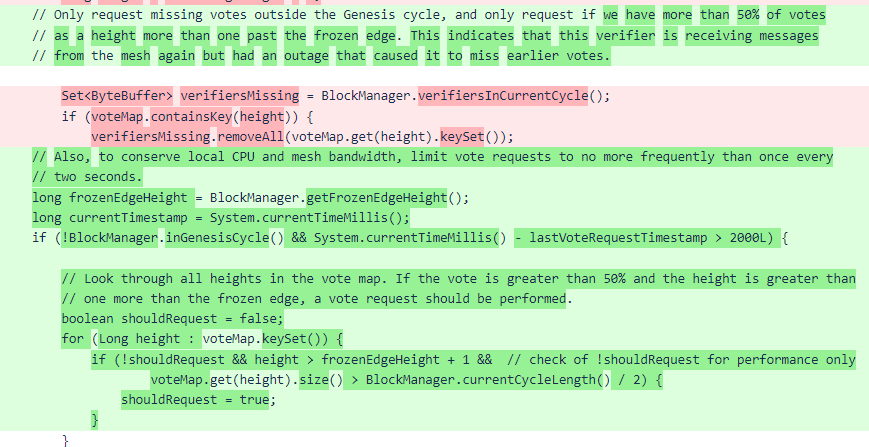 // Only request missing votes outside the Genesis cycle, and only request if we have more than 50% of votes
// as a height more than one past the frozen edge. This indicates that this verifier is receiving messages
// from the mesh again but had an outage that caused it to miss earlier votes.
Set<ByteBuffer> verifiersMissing = BlockManager.verifiersInCurrentCycle();
if (voteMap.containsKey(height)) {
verifiersMissing.removeAll(voteMap.get(height).keySet());
// Also, to conserve local CPU and mesh bandwidth, limit vote requests to no more frequently than once every
// two seconds.
long frozenEdgeHeight = BlockManager.getFrozenEdgeHeight();
long currentTimestamp = System.currentTimeMillis();
if (!BlockManager.inGenesisCycle() && System.currentTimeMillis() - lastVoteRequestTimestamp > 2000L) {
// Look through all heights in the vote map. If the vote is greater than 50% and the height is greater than
// one more than the frozen edge, a vote request should be performed.
boolean shouldRequest = false;
for (Long height : voteMap.keySet()) {
if (!shouldRequest && height > frozenEdgeHeight + 1 &&  // check of !shouldRequest for performance only
voteMap.get(height).size() > BlockManager.currentCycleLength() / 2) {
shouldRequest = true;
}
}